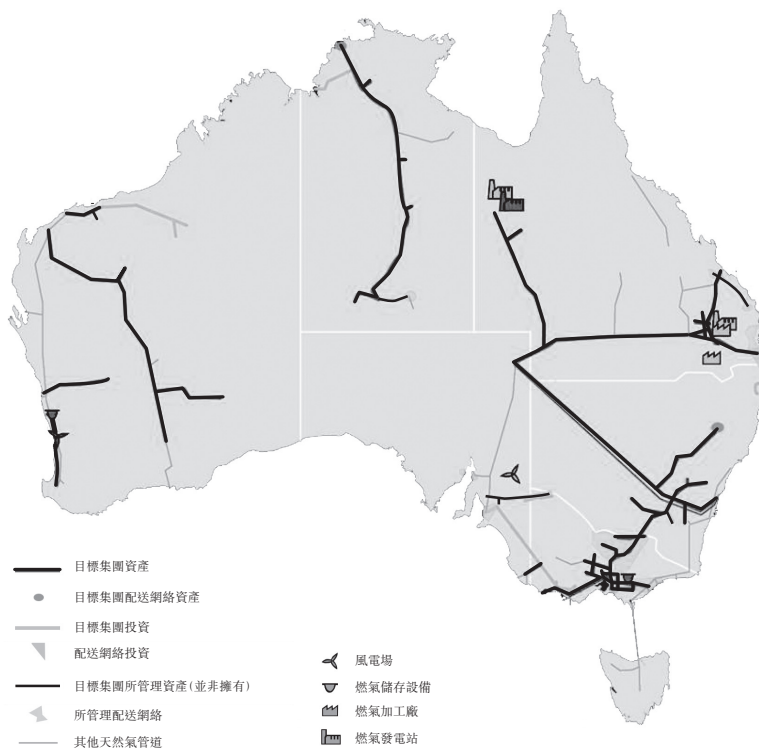 目標集團資產
目標集團配送網絡資產
目標集團投資
配送網絡投資
目標集團所管理資產(並非擁有)
所管理配送網絡
其他天然氣管道
風電場
燃氣儲存設備
燃氣加工廠
燃氣發電站